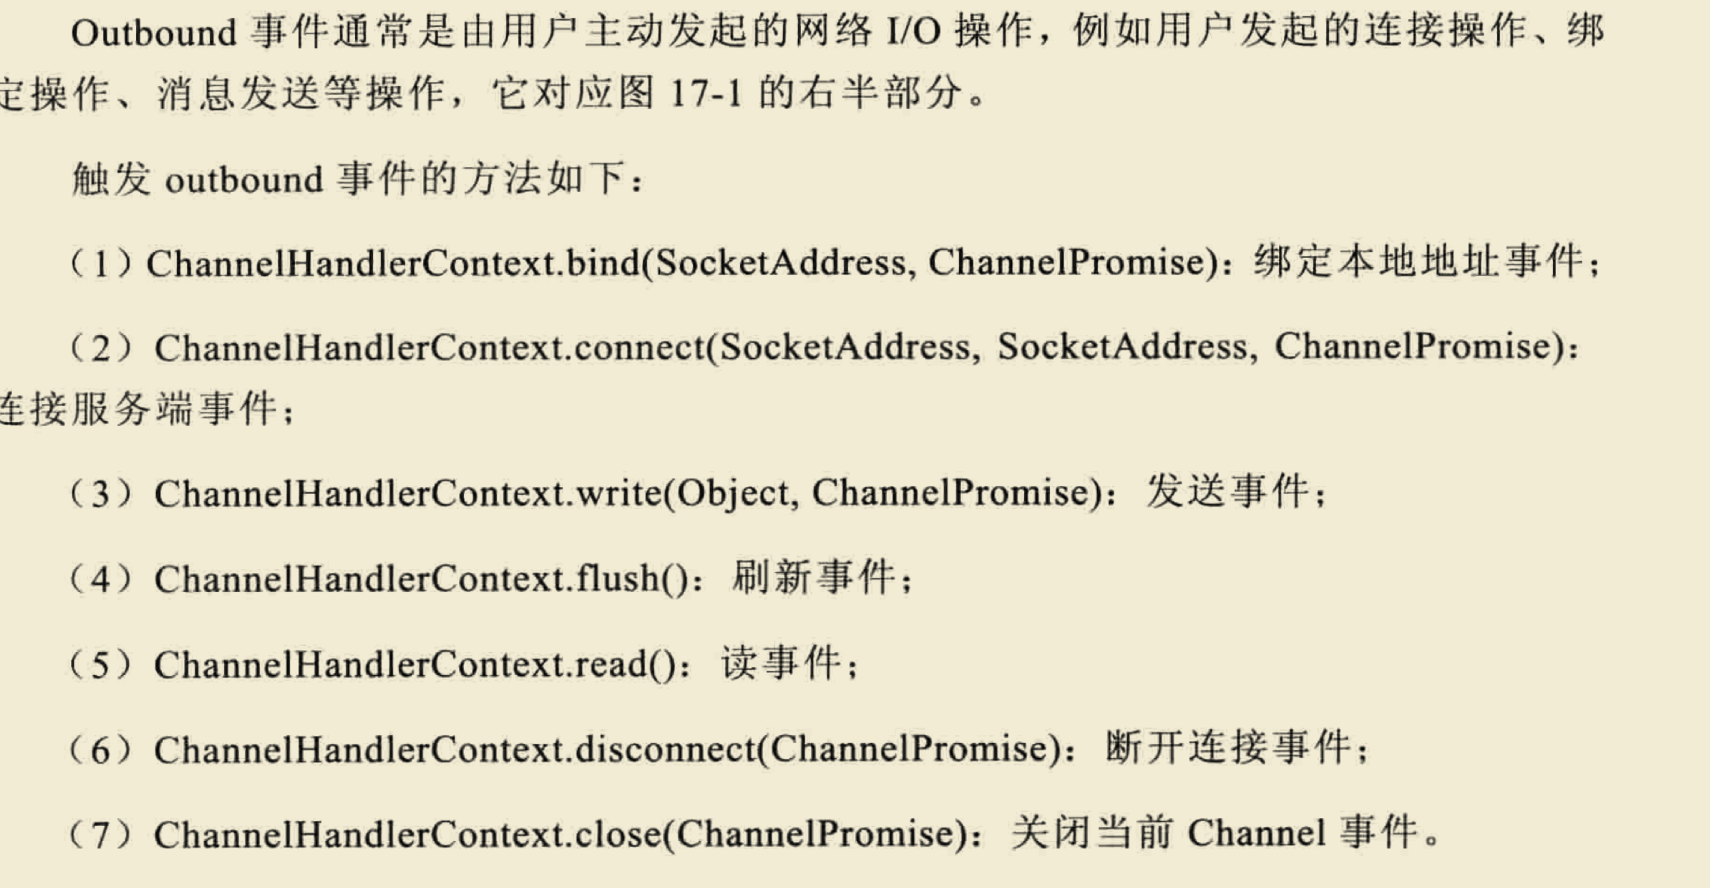 Outbound 事件通常是由用户主动发起的网络 I/O 操作，例如用户发起的连接操作、绑
定操作、消息发送等操作，它对应图 17-1 的右半部分。
触发 outbound 事件的方法如下：
（1）ChannelHandlerContext.bind(SocketAddress, ChannelPromise)：绑定本地地址事件；
（2）ChannelHandlerContext.connect(SocketAddress, SocketAddress, ChannelPromise)：
连接服务端事件；
（3）ChannelHandlerContext.write(Object, ChannelPromise)：发送事件；
（4）ChannelHandlerContext.flush()：刷新事件；
（5）ChannelHandlerContext.read()：读事件；
（6）ChannelHandlerContext.disconnect(ChannelPromise)：断开连接事件；
（7）ChannelHandlerContext.close(ChannelPromise)：关闭当前 Channel 事件。